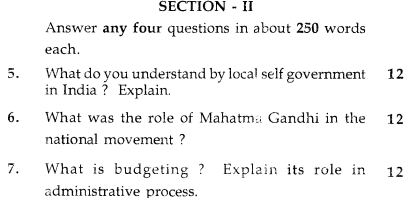 SECTION - II
Answer any four questions in about 250 words
each.
5. What do you understand by local self government 12
in India ? Explain.
6. What was the role of Mahatma Gandhi in the 12
national movement ?
7. What is budgeting ? Explain its role in 12
administrative process.